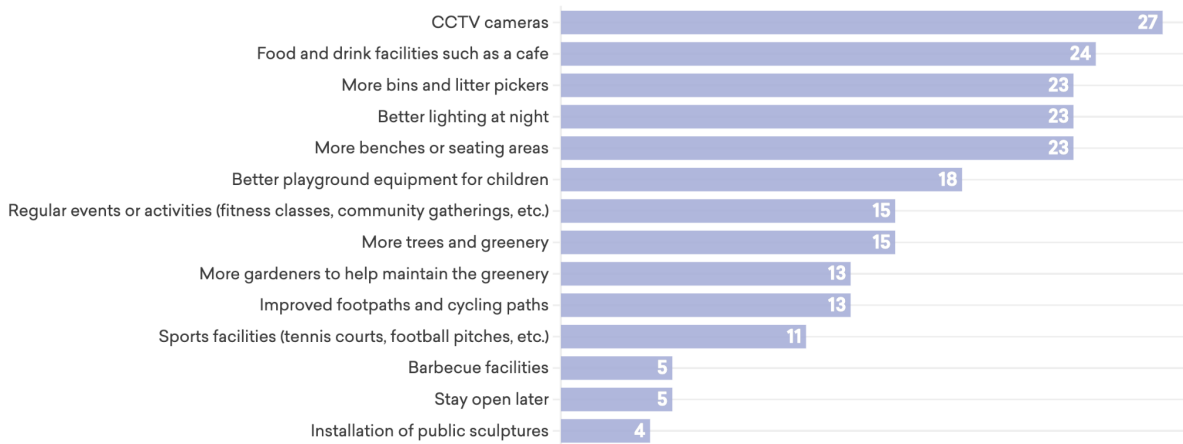 CCTV cameras 27
Food and drink facilities such as a cafe 24
More bins and litter pickers 23
Better lighting at night 23
More benches or seating areas 23
Better playground equipment for children 18
Regular events or activities (fitness classes, community gatherings, etc.) 15
More trees and greenery 15
More gardeners to help maintain the greenery 13
Improved footpaths and cycling paths 13
Sports facilities (tennis courts, football pitches, etc.) 11
Barbecue facilities 5
Stay open later 5
Installation of public sculptures 4